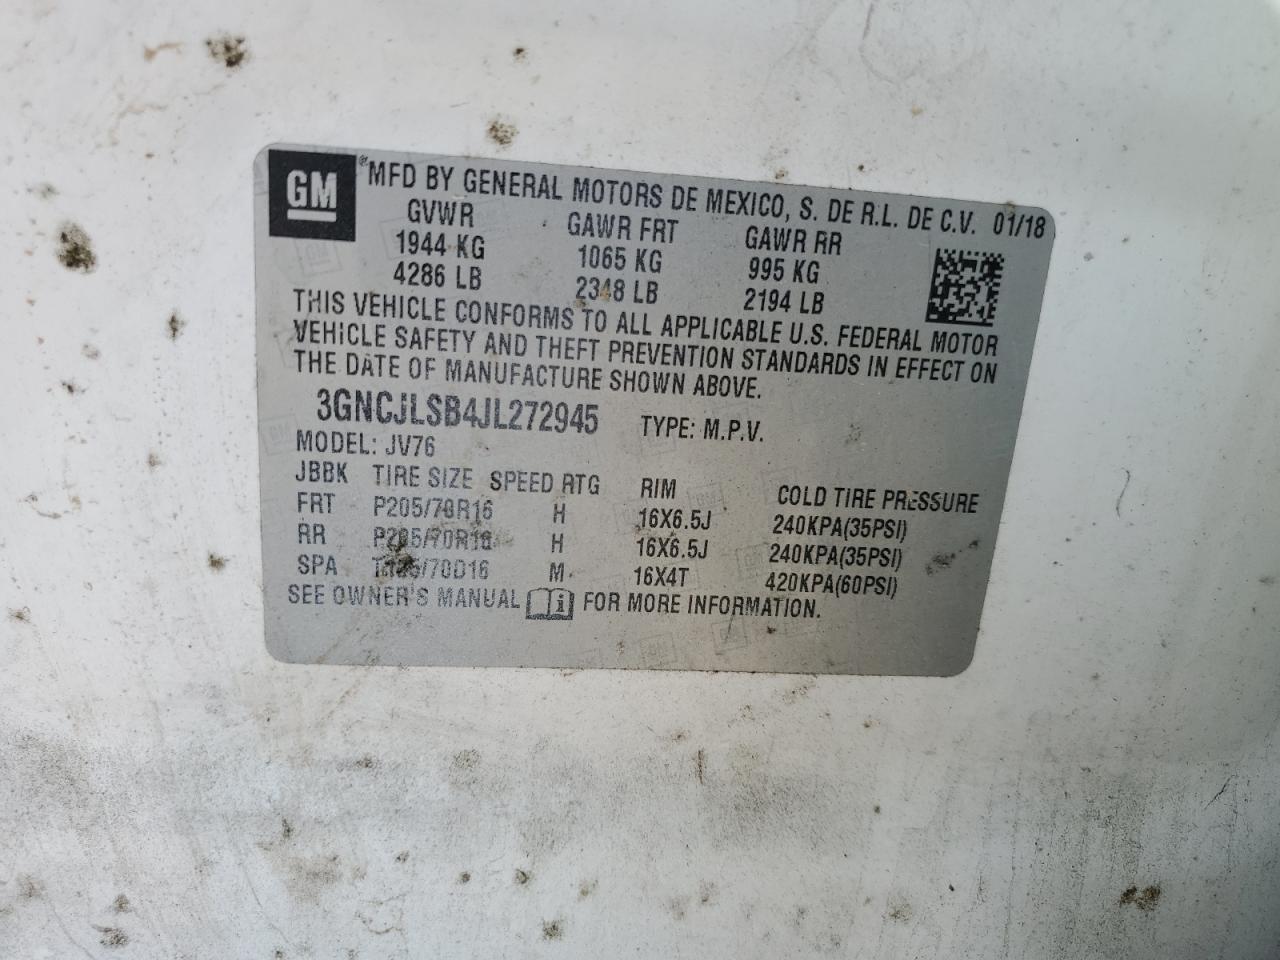 GM
® MFD BY GENERAL MOTORS DE MEXICO, S. DE R.L. DE C.V. 01/18
GVWR GAWR FRT GAWR RR
1944 KG 1065 KG 995 KG
4286 LB 2348 LB 2194 LB
THIS VEHICLE CONFORMS TO ALL APPLICABLE U.S. FEDERAL MOTOR
VEHICLE SAFETY AND THEFT PREVENTION STANDARDS IN EFFECT ON
THE DATE OF MANUFACTURE SHOWN ABOVE.
3GNCJLSB4JL272945 TYPE: M.P.V.
MODEL: JV76
JBBK TIRE SIZE SPEED RTG RIM COLD TIRE PRESSURE
FRT P205/70R16 H 16X6.5J 240KPA(35PSI)
RR P205/70R16 H 16X6.5J 240KPA(35PSI)
SPA M 16X4T 420KPA(60PSI)
SEE OWNER'S MANUAL FOR MORE INFORMATION.